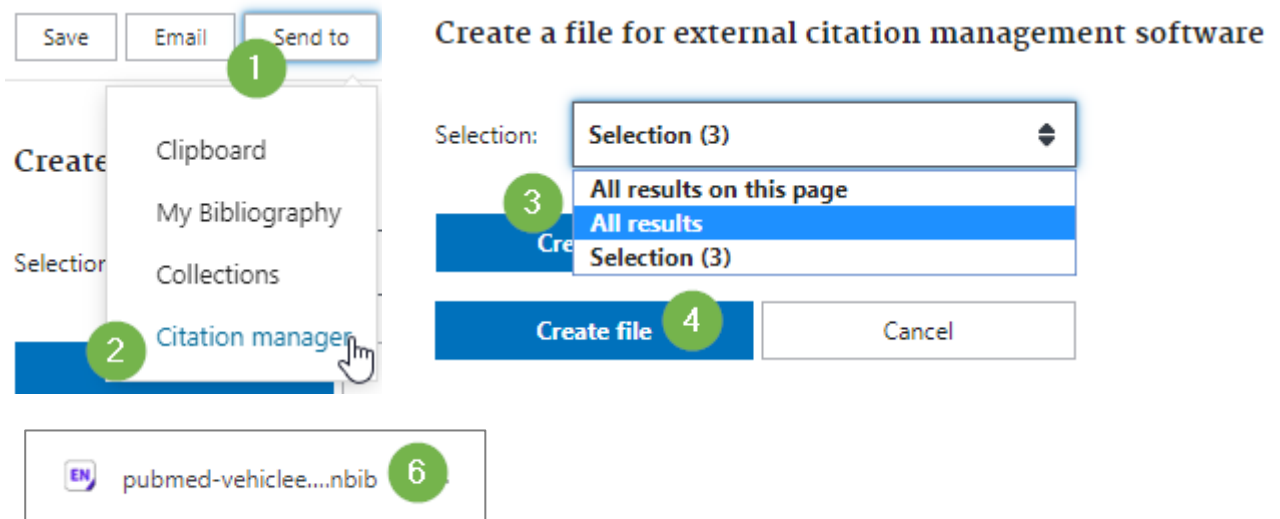 Save
Email
Send to
1
Clipboard
My Bibliography
Collections
Citation manager
2
Create
Selection
Create a file for external citation management software
Selection:
Selection (3)
All results on this page
All results
Selection (3)
3
Cre
Create file
4
Cancel
EN
pubmed-vehiclee....nbib
6